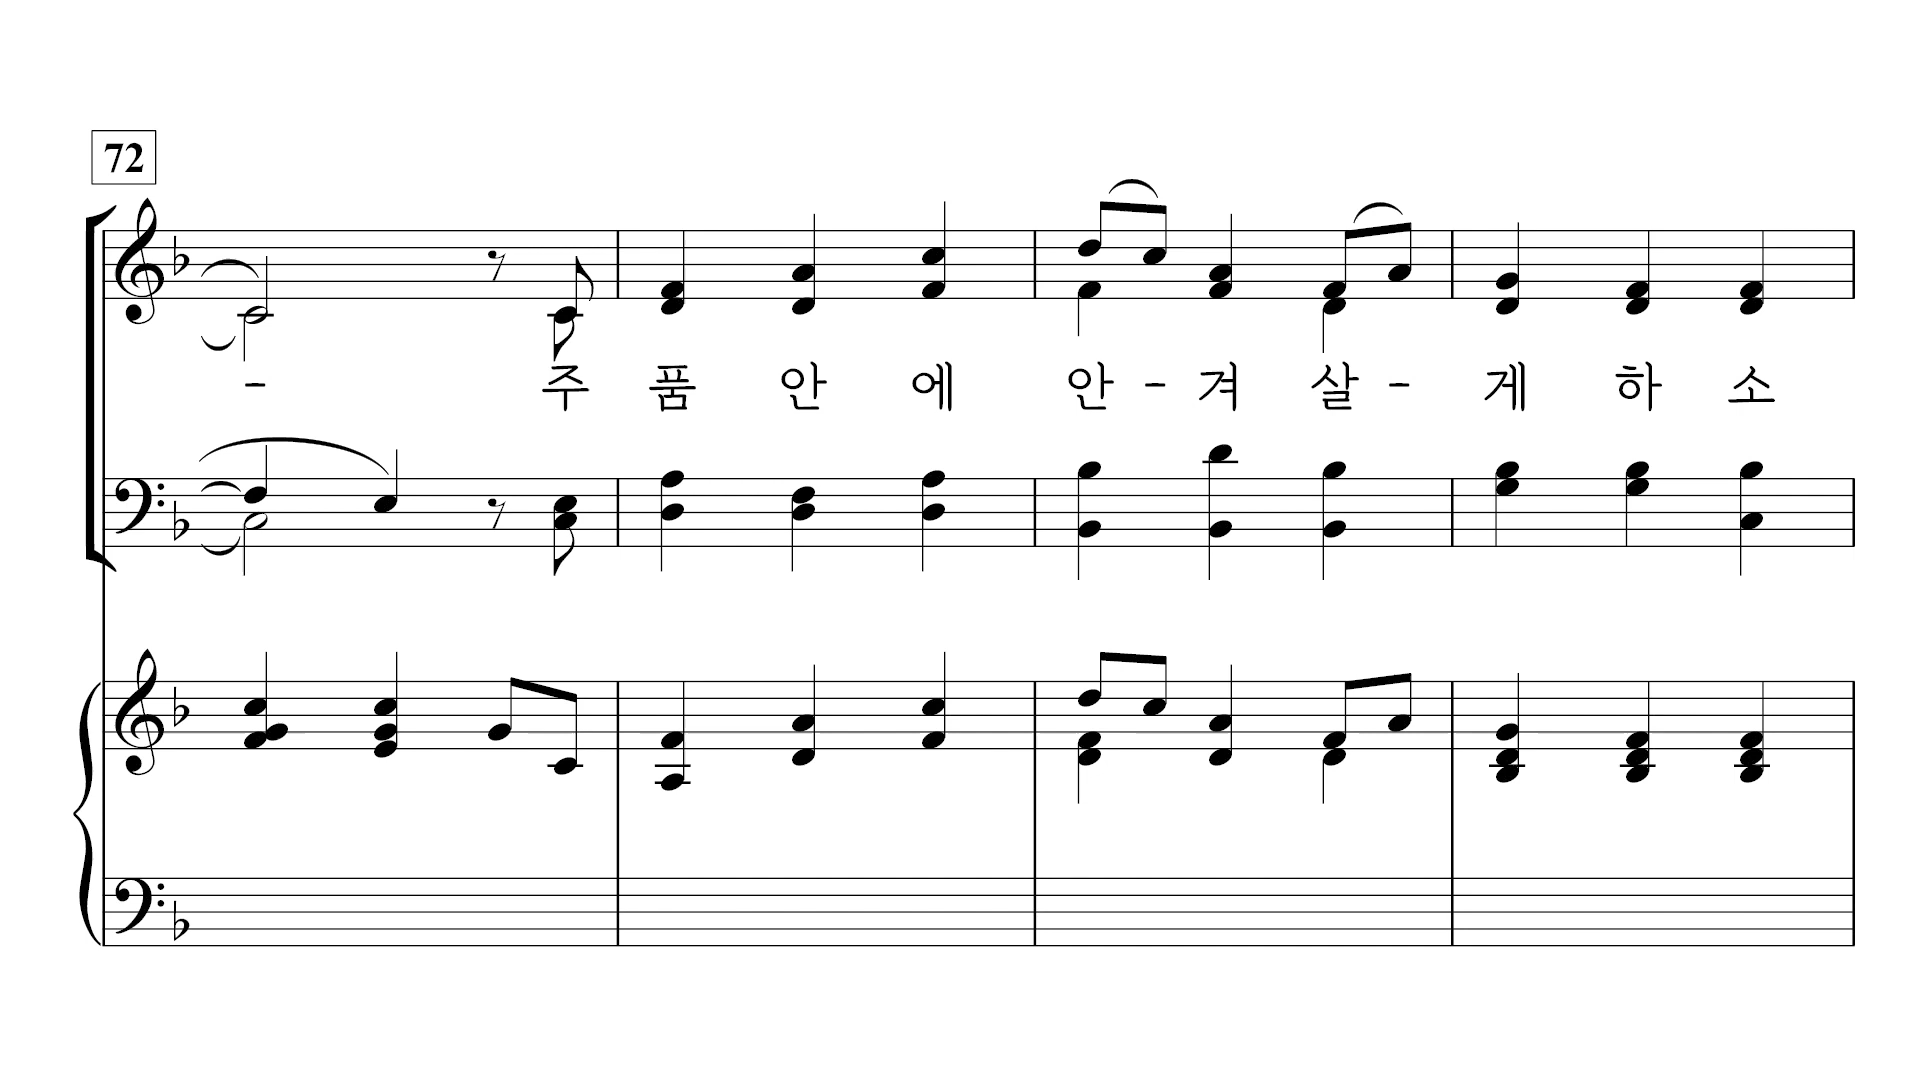 72
- 주 품 안 에 안 - 겨 살 - 게 하 소